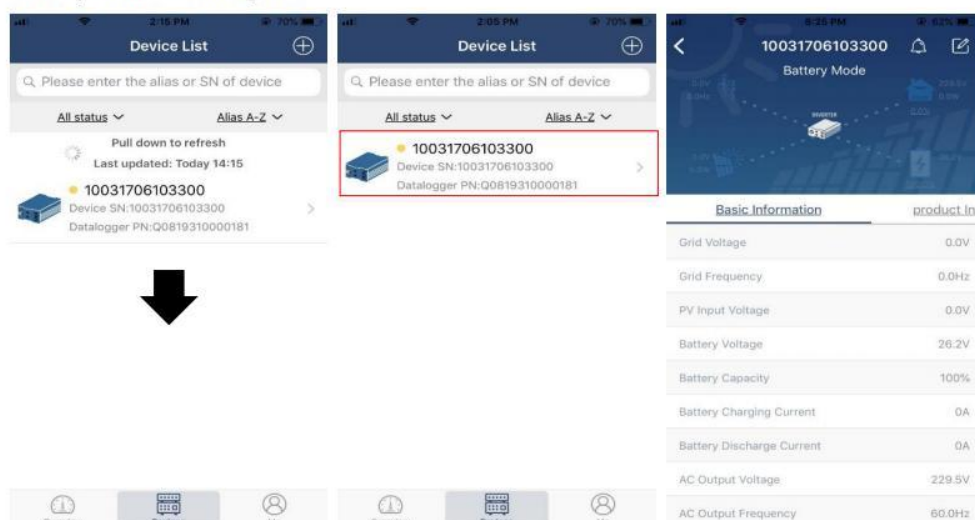 2:15 PM
70%
Device List
Please enter the alias or SN of device
All status
Alias A-Z
Pull down to refresh
Last updated: Today 14:15
10031706103300
Device SN:10031706103300
Datalogger PN:Q0819310000181
2:05 PM
70%
Device List
Please enter the alias or SN of device
All status
Alias A-Z
10031706103300
Device SN:10031706103300
Datalogger PN:Q0819310000181
5:25 PM
62%
10031706103300
Battery Mode
INVERTER
Basic Information
product In
Grid Voltage 0.0V
Grid Frequency 0.0Hz
PV Input Voltage 0.0V
Battery Voltage 26.2V
Battery Capacity 100%
Battery Charging Current 0A
Battery Discharge Current 0A
AC Output Voltage 229.5V
AC Output Frequency 60.0Hz